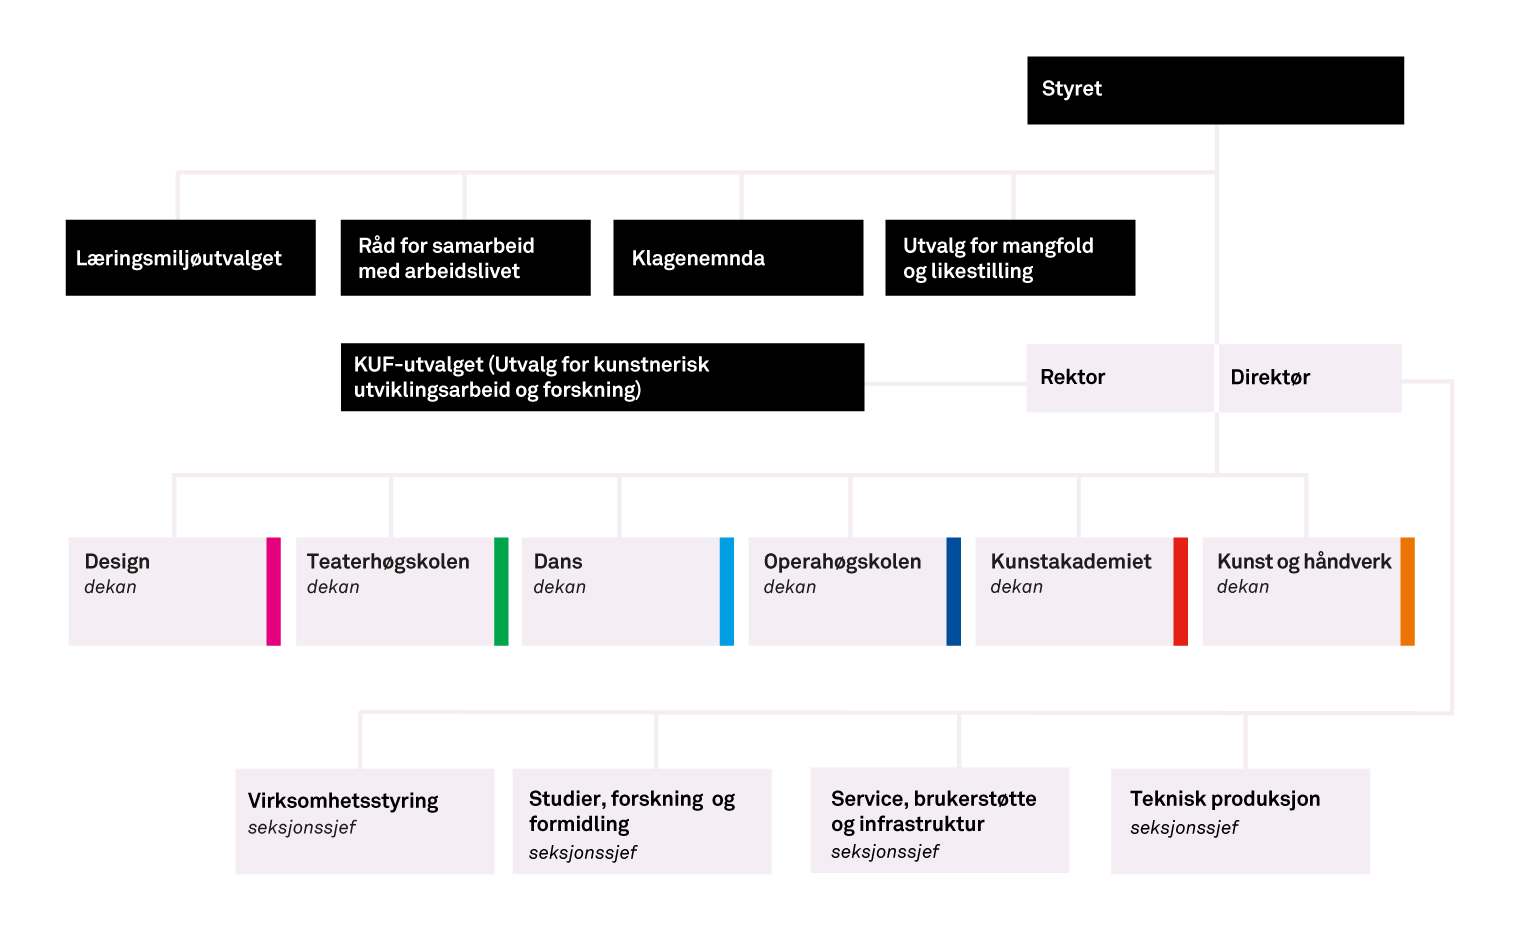 Styret
Læringsmiljøutvalget
Råd for samarbeid
med arbeidslivet
Klagenemnda
Utvalg for mangfold
og likestilling
KUF-utvalget (Utvalg for kunstnerisk
utviklingsarbeid og forskning)
Rektor
Direktør
Design
dekan
Teaterhøgskolen
dekan
Dans
dekan
Operahøgskolen
dekan
Kunstakademiet
dekan
Kunst og håndverk
dekan
Virksomhetsstyring
seksjonssjef
Studier, forskning og
formidling
seksjonssjef
Service, brukerstøtte
og infrastruktur
seksjonssjef
Teknisk produksjon
seksjonssjef